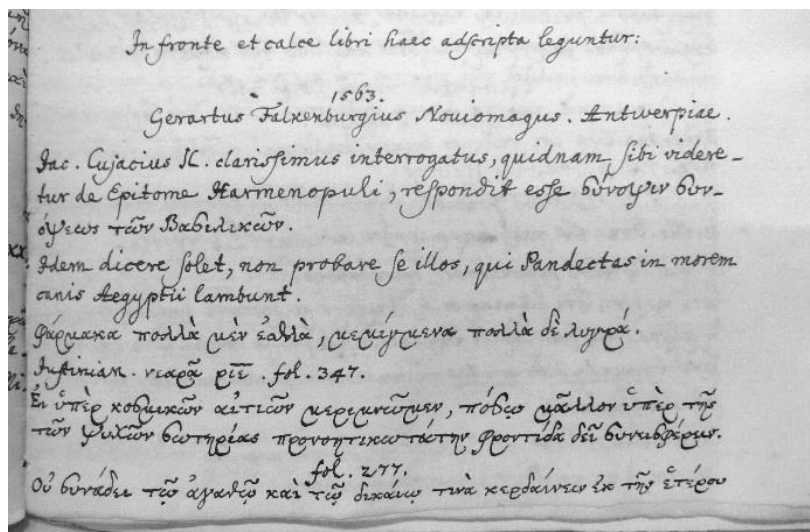 In fronte et calce libri haec adscripta leguntur:
1563.
Gerartus Falkenburgius Noviomagus. Antwerpiae.
Jac. Cujacius JC. clarissimus interrogatus, quidnam sibi videre-
tur de Epitome Harmenopuli, respondit esse σύνοψιν συν-
όψεως τῶν Βασιλικῶν.
Idem dicere solet, non probare se illos, qui Pandectas in morem
canis Aegyptii lambunt.
Φάρμακα πολλὰ μὲν ἐσθλὰ, μεμιγμένα πολλὰ δὲ λυγρά.
Justinian. νεαρᾷ ριε. fol. 347.
Εἰ ὑπὲρ κοσμικῶν αἰτιῶν μεριμνῶμεν, πόσῳ μᾶλλον ὑπὲρ τῆς
τῶν ψυχῶν σωτηρίας προνοητικωτάτην φροντίδα δεῖ συνεισφέρειν.
fol. 277.
Οὐ συνάδει τῷ ἀγαθῷ καὶ τῷ δικαίῳ τινὰ κερδαίνειν ἐκ τῆς ἑτέρου